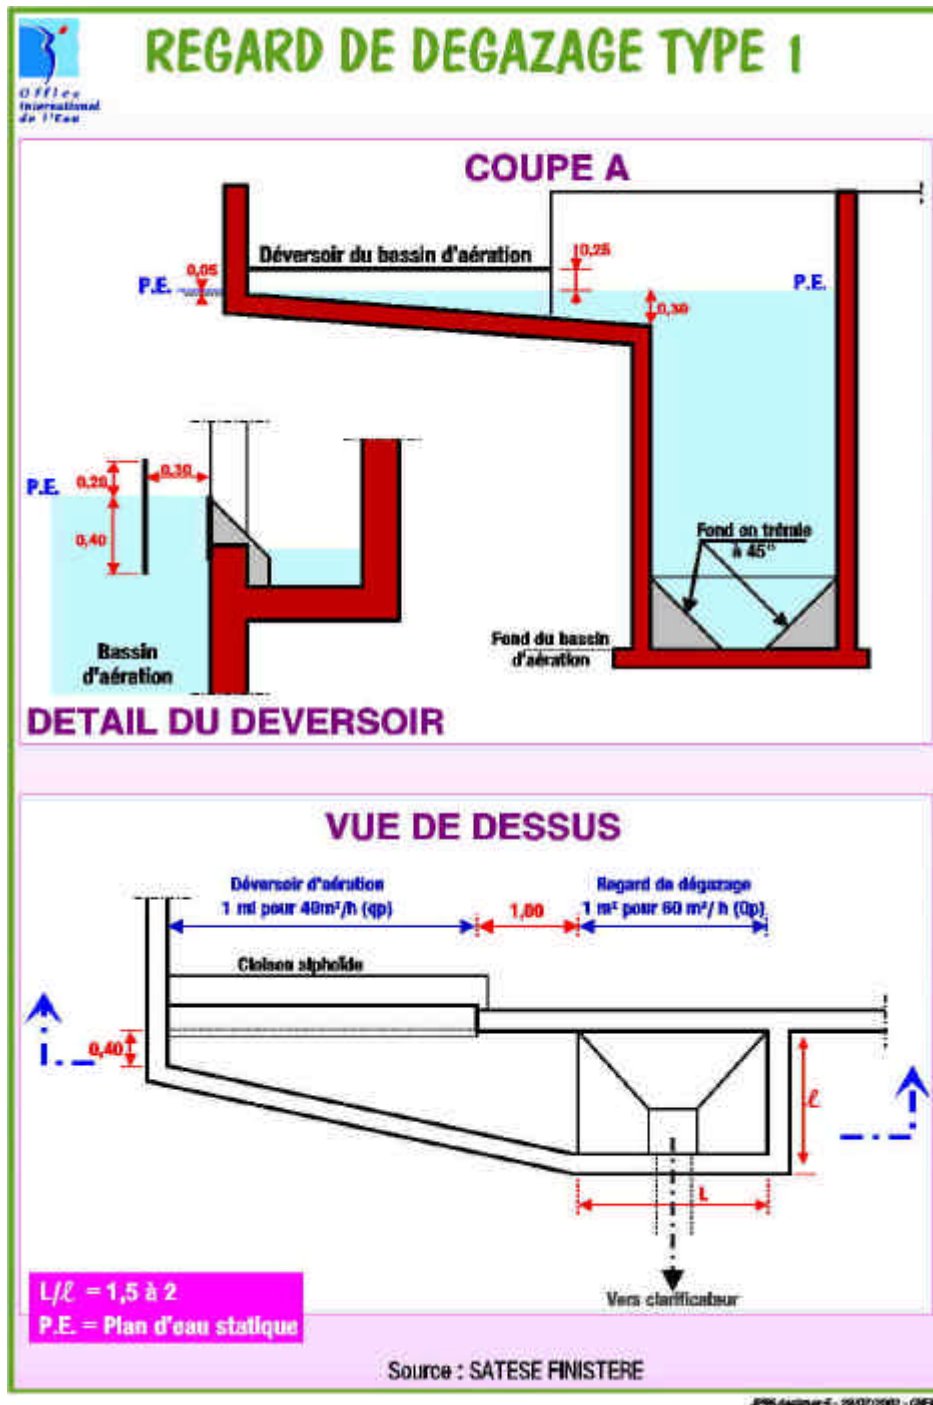 REGARD DE DEGAZAGE TYPE 1
Office
International
de l'Eau
COUPE A
Déversoir du bassin d'aération
0,25
0,05
P.E.
P.E.
0,30
P.E.
0,20
0,30
0,40
Fond en trémie
à 45°
Bassin
d'aération
Fond du bassin
d'aération
DETAIL DU DEVERSOIR
VUE DE DESSUS
Déversoir d'aération
1 ml pour 40m³/h (qp)
1,00
Regard de dégazage
1 m² pour 60 m³/h (Qp)
Cloison siphoïde
0,40
ℓ
L
L/ℓ = 1,5 à 2
P.E. = Plan d'eau statique
Vers clarificateur
Source : SATESE FINISTERE